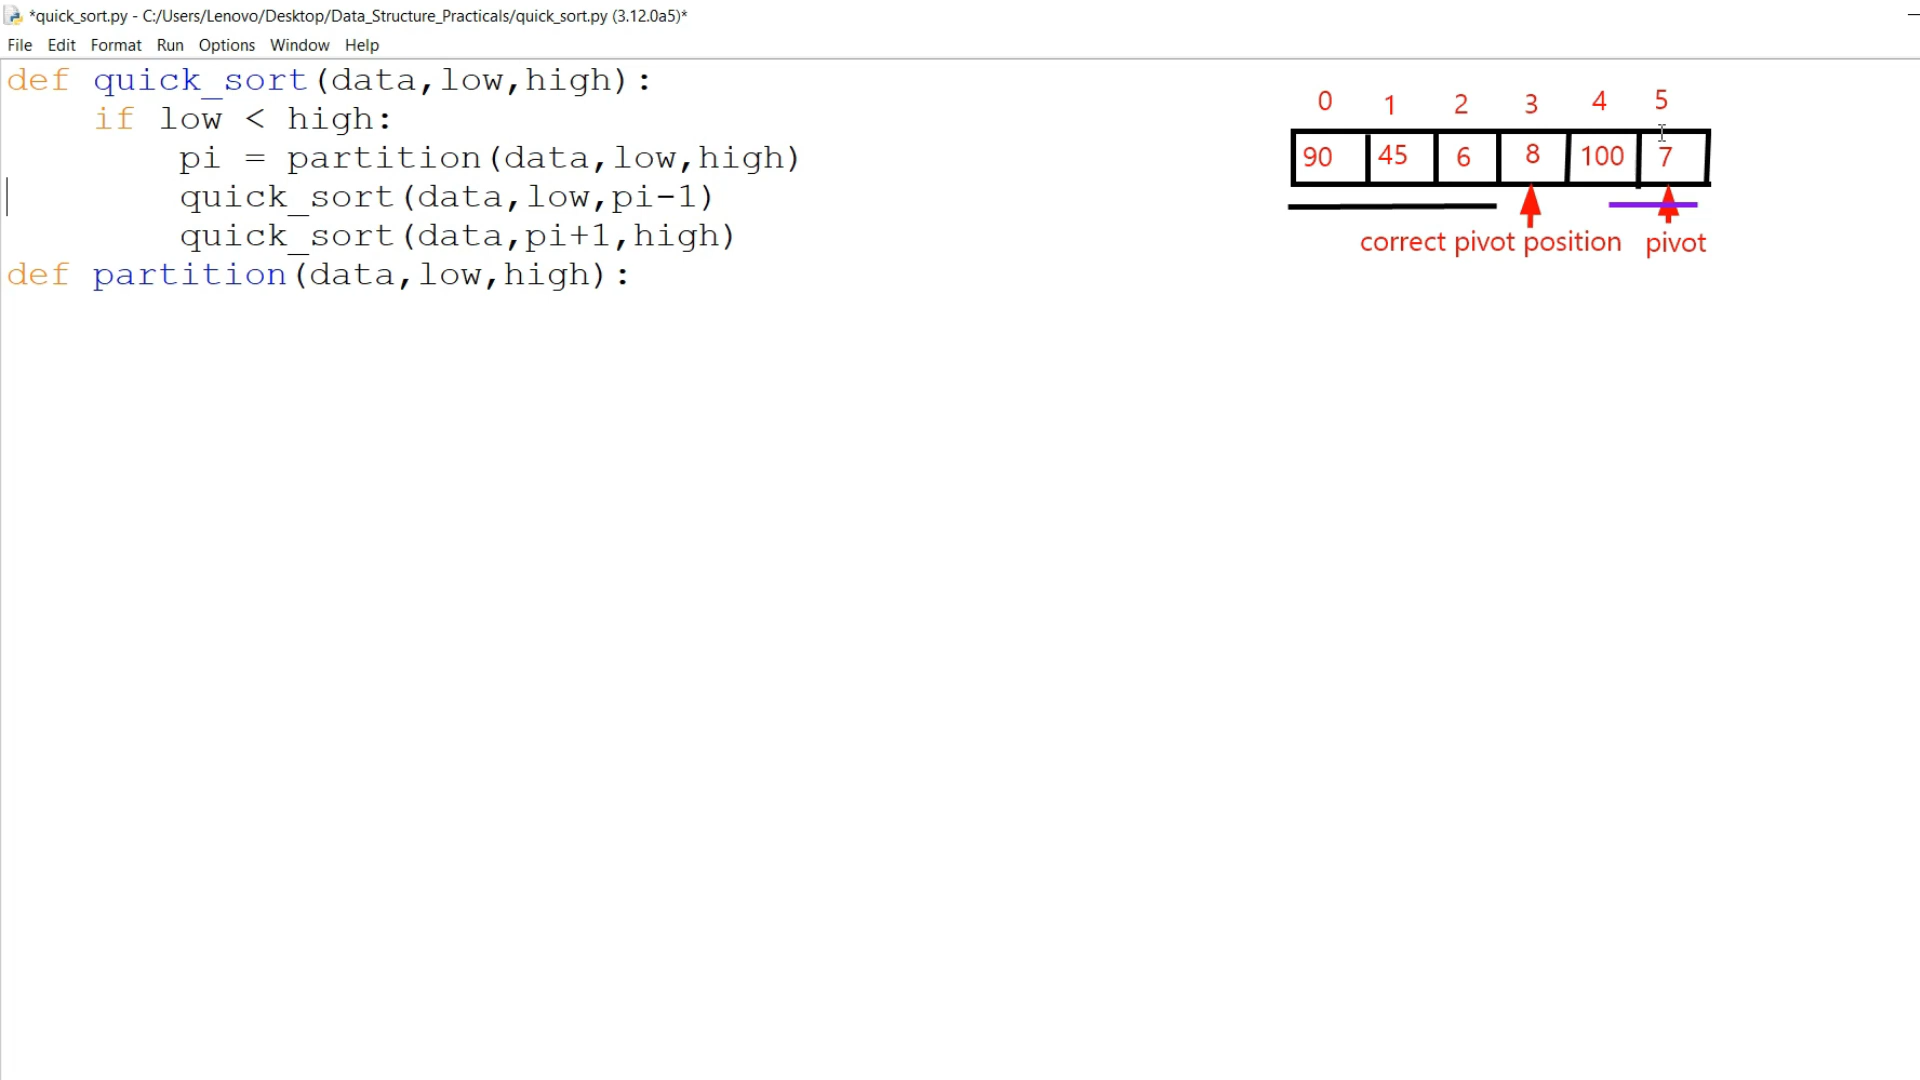 *quick_sort.py - C:/Users/Lenovo/Desktop/Data_Structure_Practicals/quick_sort.py (3.12.0a5)*
File Edit Format Run Options Window Help
def quick_sort(data,low,high):
    if low < high:
        pi = partition(data,low,high)
        quick_sort(data,low,pi-1)
        quick_sort(data,pi+1,high)
def partition(data,low,high):
0 1 2 3 4 5
90 45 6 8 100 7
correct pivot position pivot